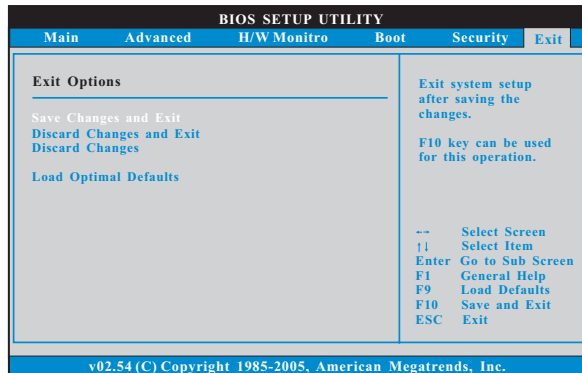 BIOS SETUP UTILITY
Main Advanced H/W Monitro Boot Security Exit
Exit Options
Save Changes and Exit
Discard Changes and Exit
Discard Changes
Load Optimal Defaults
Exit system setup
after saving the
changes.
F10 key can be used
for this operation.
←→ Select Screen
↑↓ Select Item
Enter Go to Sub Screen
F1 General Help
F9 Load Defaults
F10 Save and Exit
ESC Exit
v02.54 (C) Copyright 1985-2005, American Megatrends, Inc.